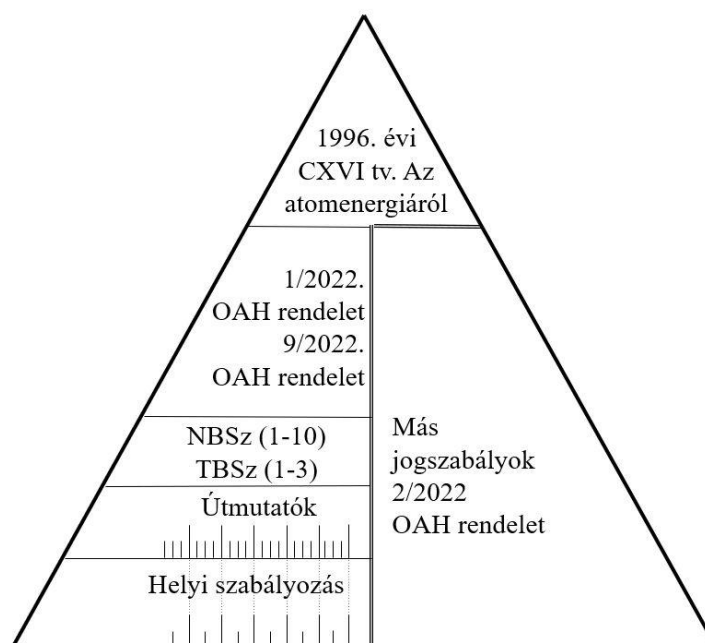 1996. évi
CXVI tv. Az
atomenergiáról
1/2022.
OAH rendelet
9/2022.
OAH rendelet
NBSz (1-10)
TBSz (1-3)
Útmutatók
Helyi szabályozás
Más
jogszabályok
2/2022
OAH rendelet